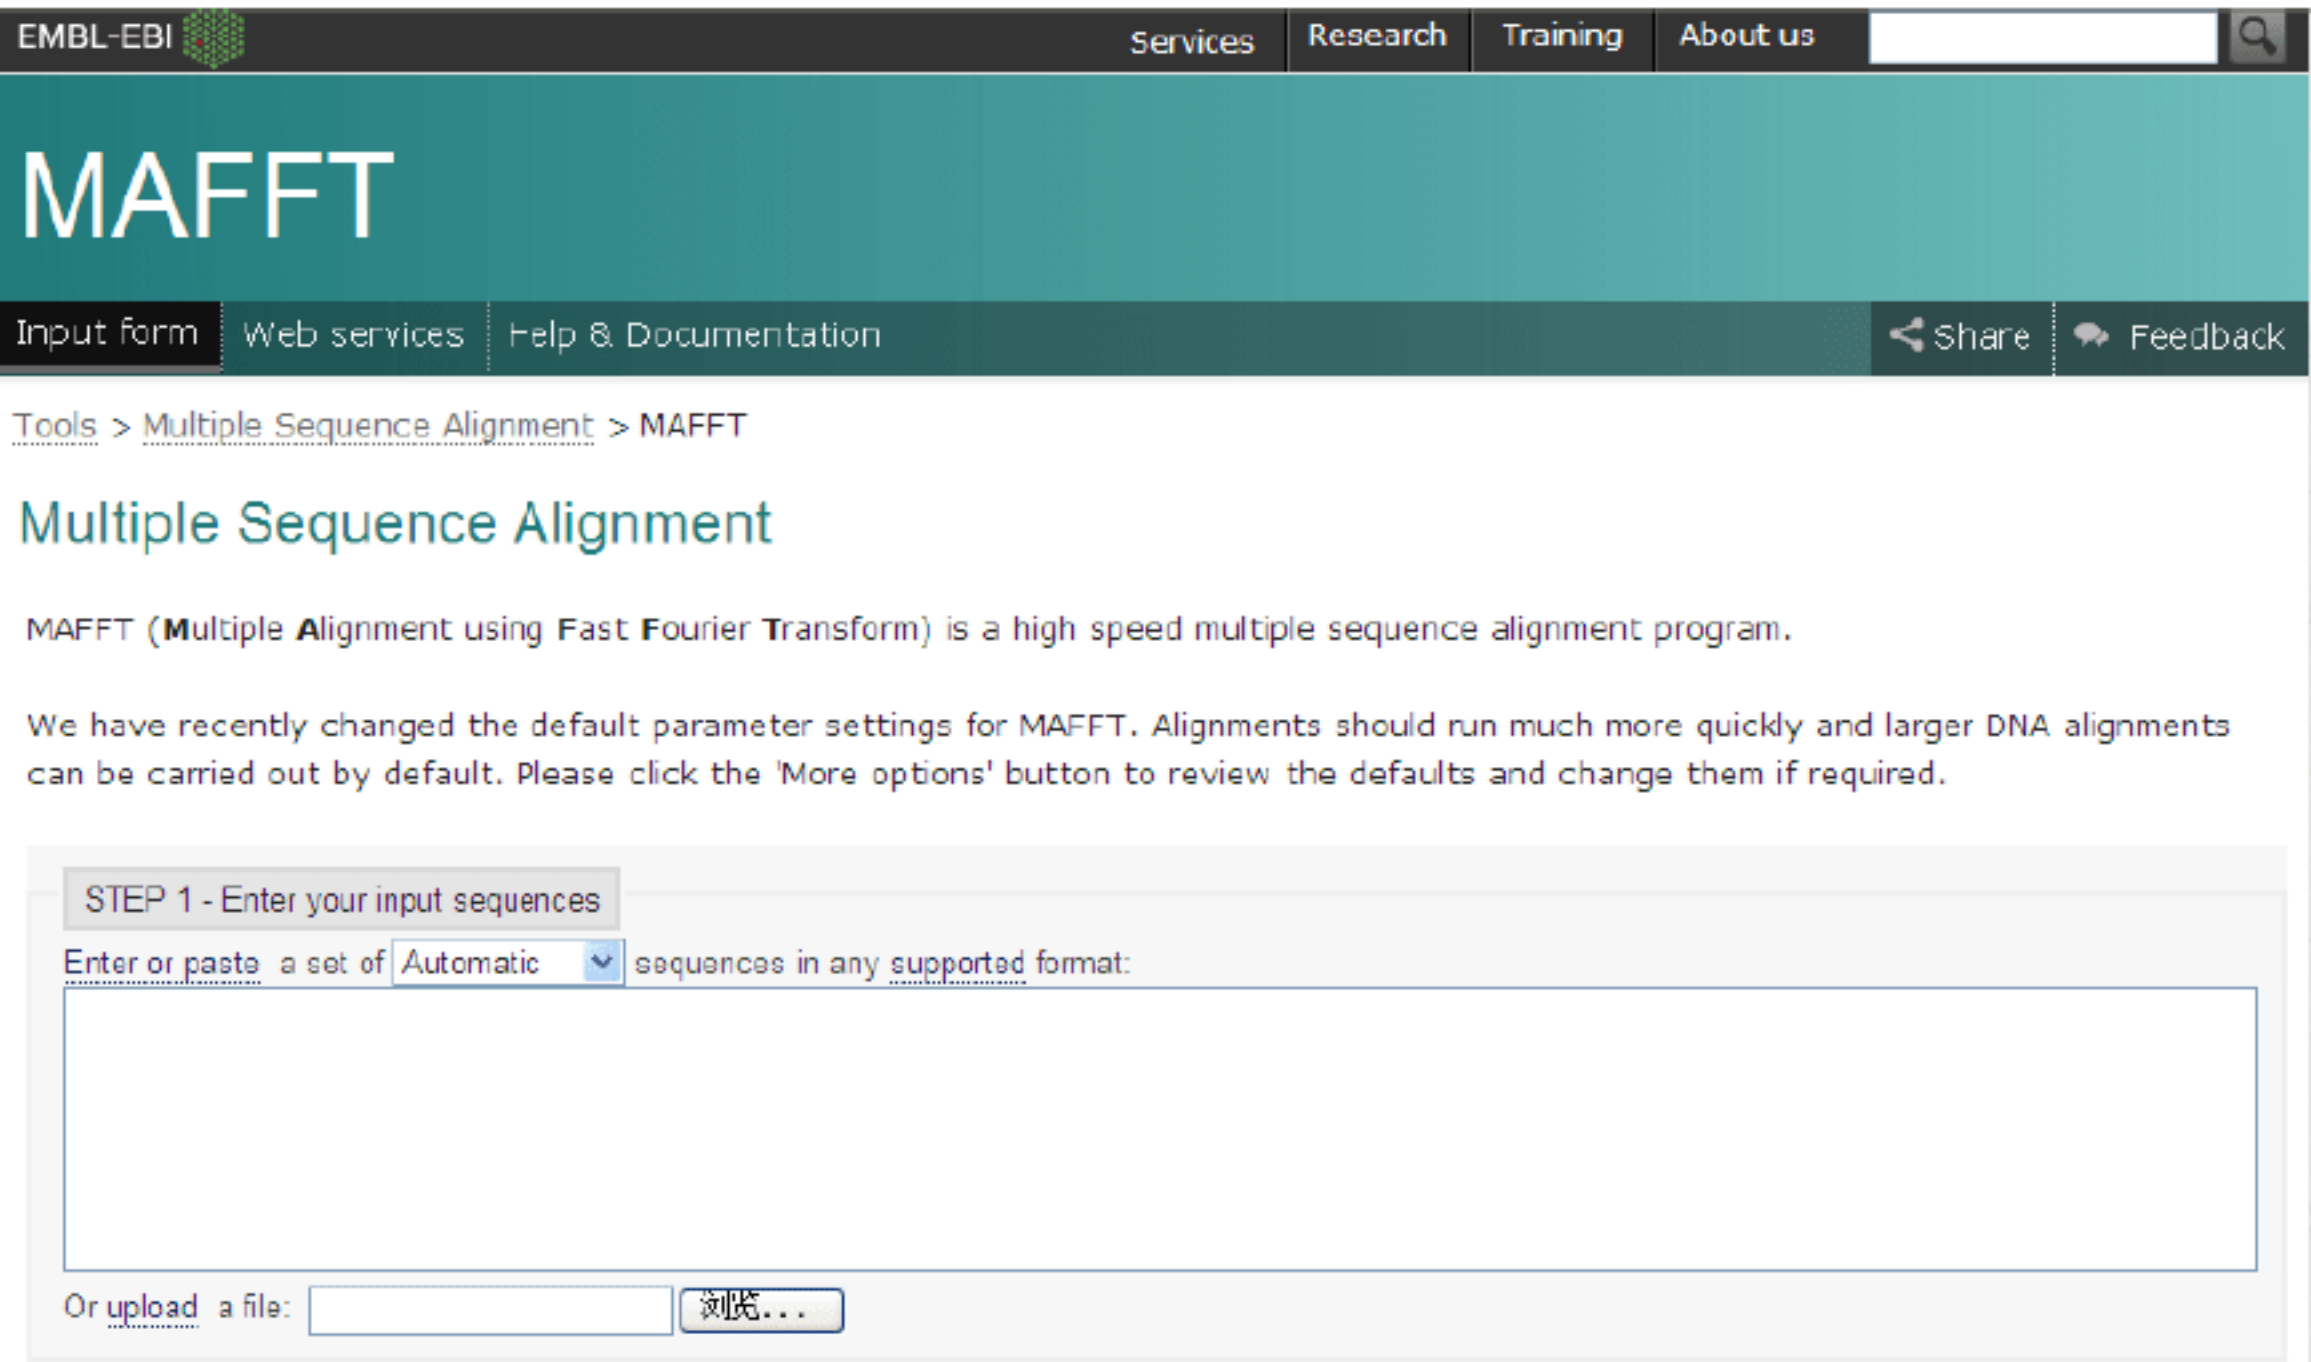 EMBL-EBI
Services Research Training About us
MAFFT
Input form Web services Help & Documentation Share Feedback
Tools > Multiple Sequence Alignment > MAFFT
Multiple Sequence Alignment
MAFFT (Multiple Alignment using Fast Fourier Transform) is a high speed multiple sequence alignment program.
We have recently changed the default parameter settings for MAFFT. Alignments should run much more quickly and larger DNA alignments
can be carried out by default. Please click the 'More options' button to review the defaults and change them if required.
STEP 1 - Enter your input sequences
Enter or paste a set of Automatic sequences in any supported format:
Or upload a file: 浏览...